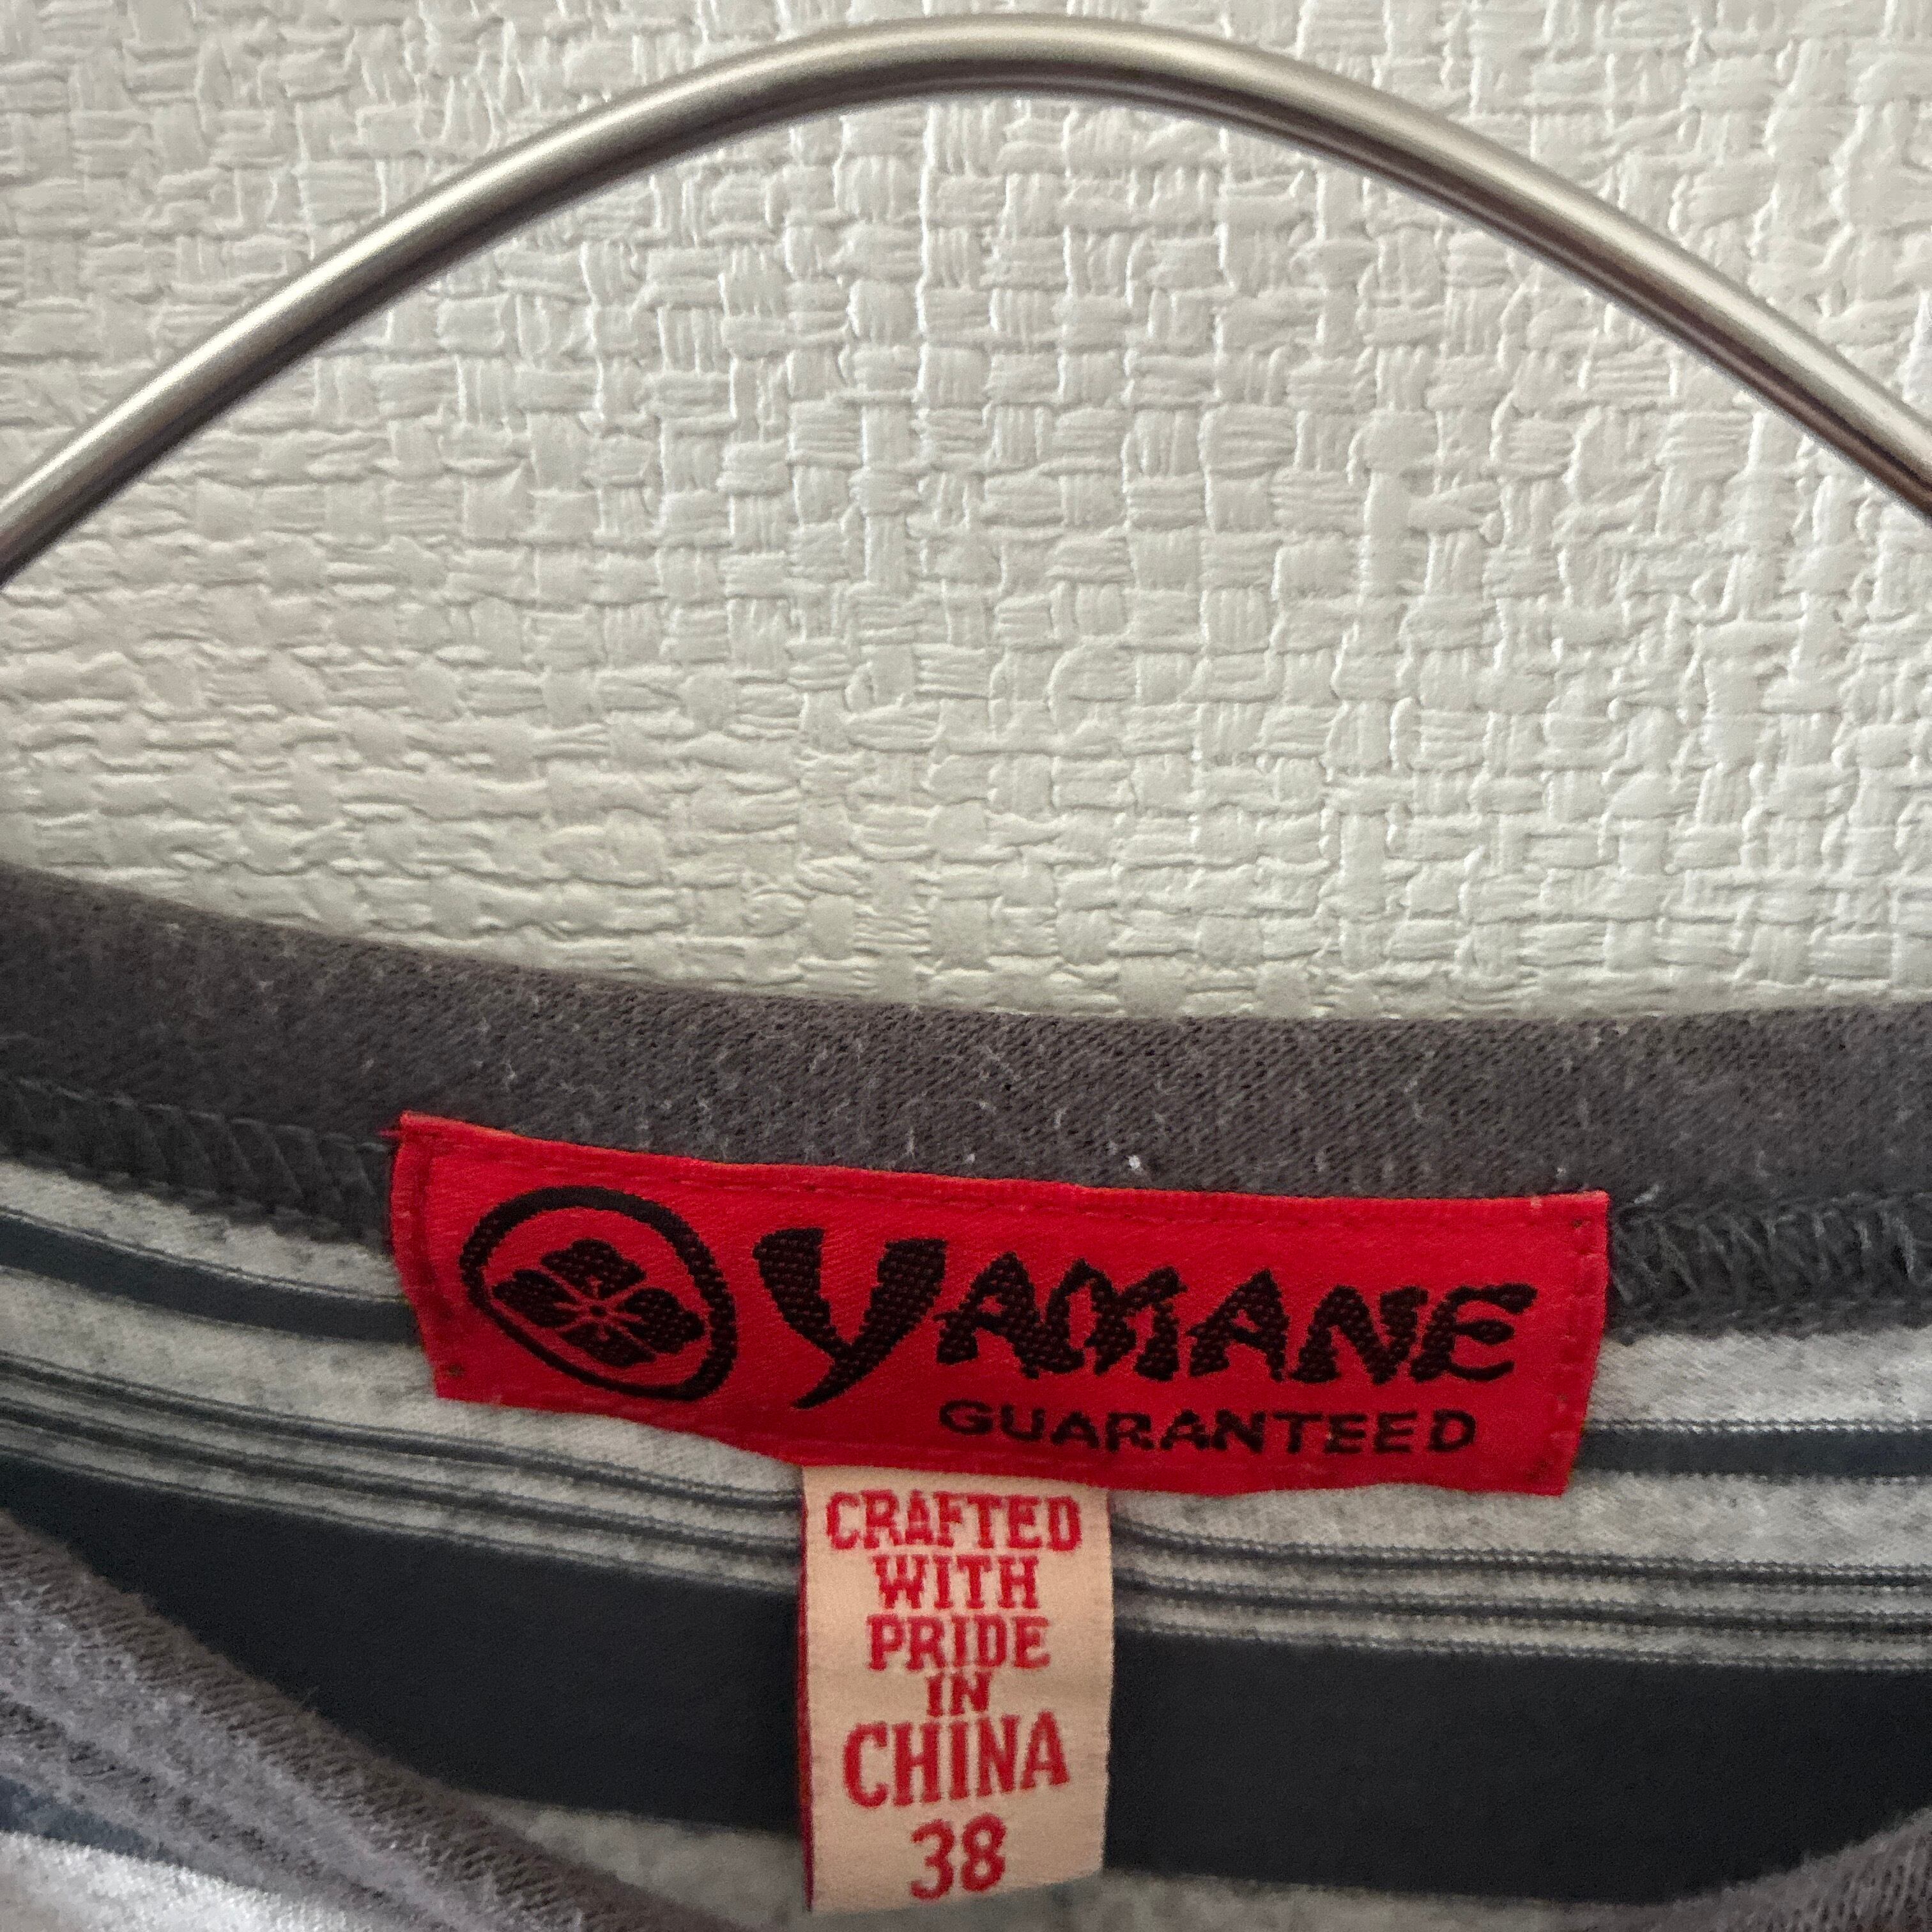 YAMANE
GUARANTEED
CRAFTED
WITH
PRIDE
IN
CHINA
38